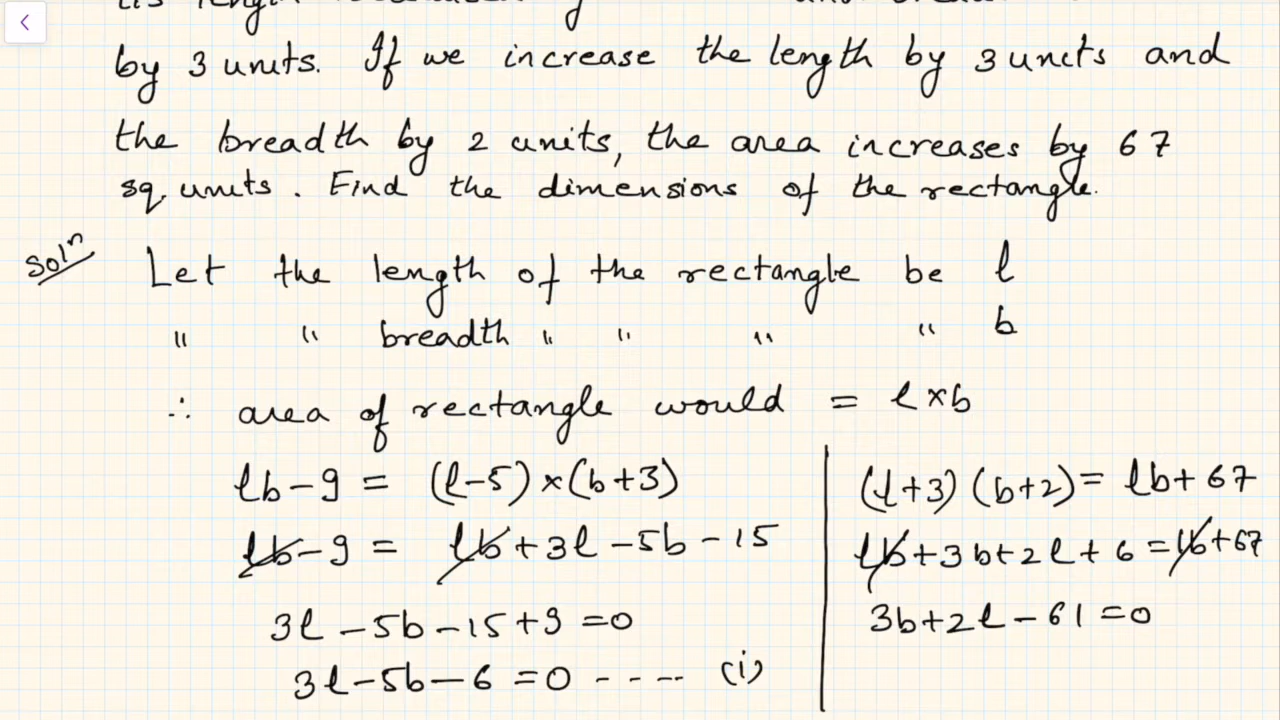 its length
by 3 units. If we increase the length by 3 units and
the breadth by 2 units, the area increases by 67
sq. units. Find the dimensions of the rectangle.
Solⁿ Let the length of the rectangle be l
" " breadth " " " " b
∴ area of rectangle would = l×b
lb-9 = (l-5)×(b+3)
lb-9 = lb+3l-5b-15
3l-5b-15+9=0
3l-5b-6=0 ---- (i)
(l+3)(b+2)=lb+67
lb+3b+2l+6=lb+67
3b+2l-61=0